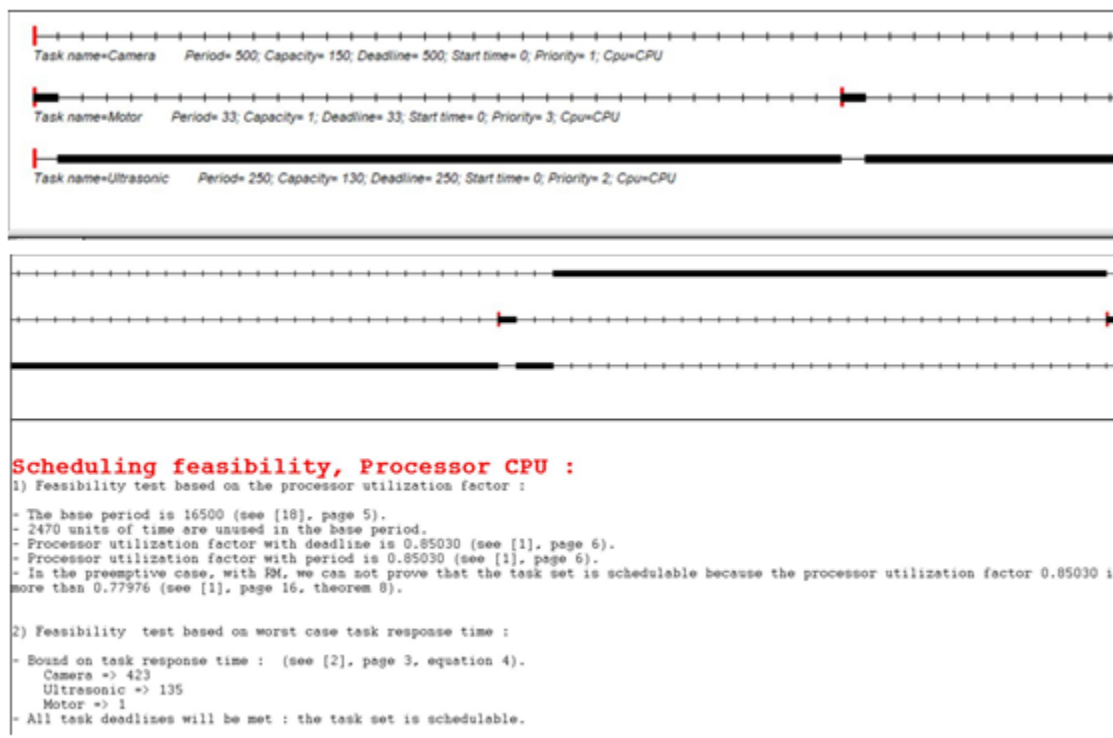 Task name=Camera Period= 500; Capacity= 150; Deadline= 500; Start time= 0; Priority= 1; Cpu=CPU
Task name=Motor Period= 33; Capacity= 1; Deadline= 33; Start time= 0; Priority= 3; Cpu=CPU
Task name=Ultrasonic Period= 250; Capacity= 130; Deadline= 250; Start time= 0; Priority= 2; Cpu=CPU
Scheduling feasibility, Processor CPU :
1) Feasibility test based on the processor utilization factor :
- The base period is 16500 (see [18], page 5).
- 2470 units of time are unused in the base period.
- Processor utilization factor with deadline is 0.85030 (see [1], page 6).
- Processor utilization factor with period is 0.85030 (see [1], page 6).
- In the preemptive case, with RM, we can not prove that the task set is schedulable because the processor utilization factor 0.85030 i
more than 0.77976 (see [1], page 16, theorem 8).
2) Feasibility test based on worst case task response time :
- Bound on task response time : (see [2], page 3, equation 4).
Camera => 423
Ultrasonic => 135
Motor => 1
- All task deadlines will be met : the task set is schedulable.